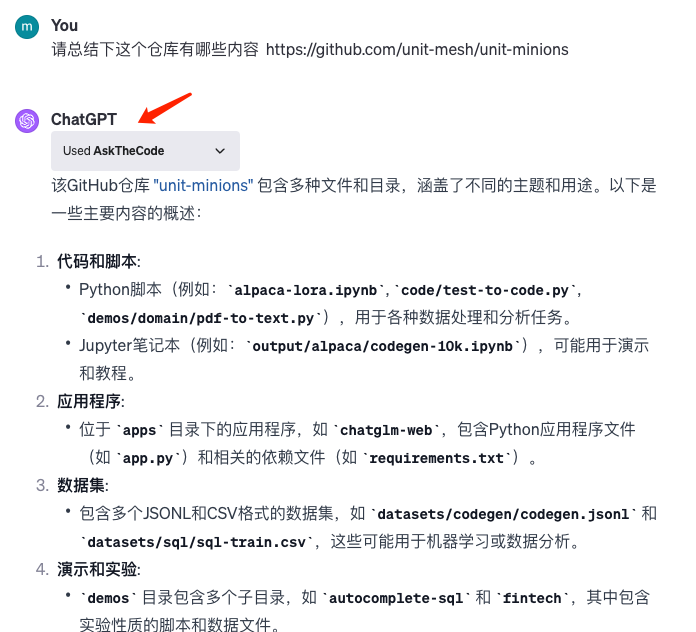 m
You
请总结下这个仓库有哪些内容 https://github.com/unit-mesh/unit-minions
ChatGPT
Used AskTheCode
该GitHub仓库 "unit-minions" 包含多种文件和目录，涵盖了不同的主题和用途。以下是
一些主要内容的概述：
1. 代码和脚本:
• Python脚本（例如：`alpaca-lora.ipynb`, `code/test-to-code.py`,
`demos/domain/pdf-to-text.py`），用于各种数据处理和分析任务。
• Jupyter笔记本（例如：`output/alpaca/codegen-10k.ipynb`），可能用于演示
和教程。
2. 应用程序:
• 位于 `apps` 目录下的应用程序，如 `chatglm-web`，包含Python应用程序文件
（如 `app.py`）和相关的依赖文件（如 `requirements.txt`）。
3. 数据集:
• 包含多个JSONL和CSV格式的数据集，如 `datasets/codegen/codegen.jsonl` 和
`datasets/sql/sql-train.csv`，这些可能用于机器学习或数据分析。
4. 演示和实验:
• `demos` 目录包含多个子目录，如 `autocomplete-sql` 和 `fintech`，其中包含
实验性质的脚本和数据文件。